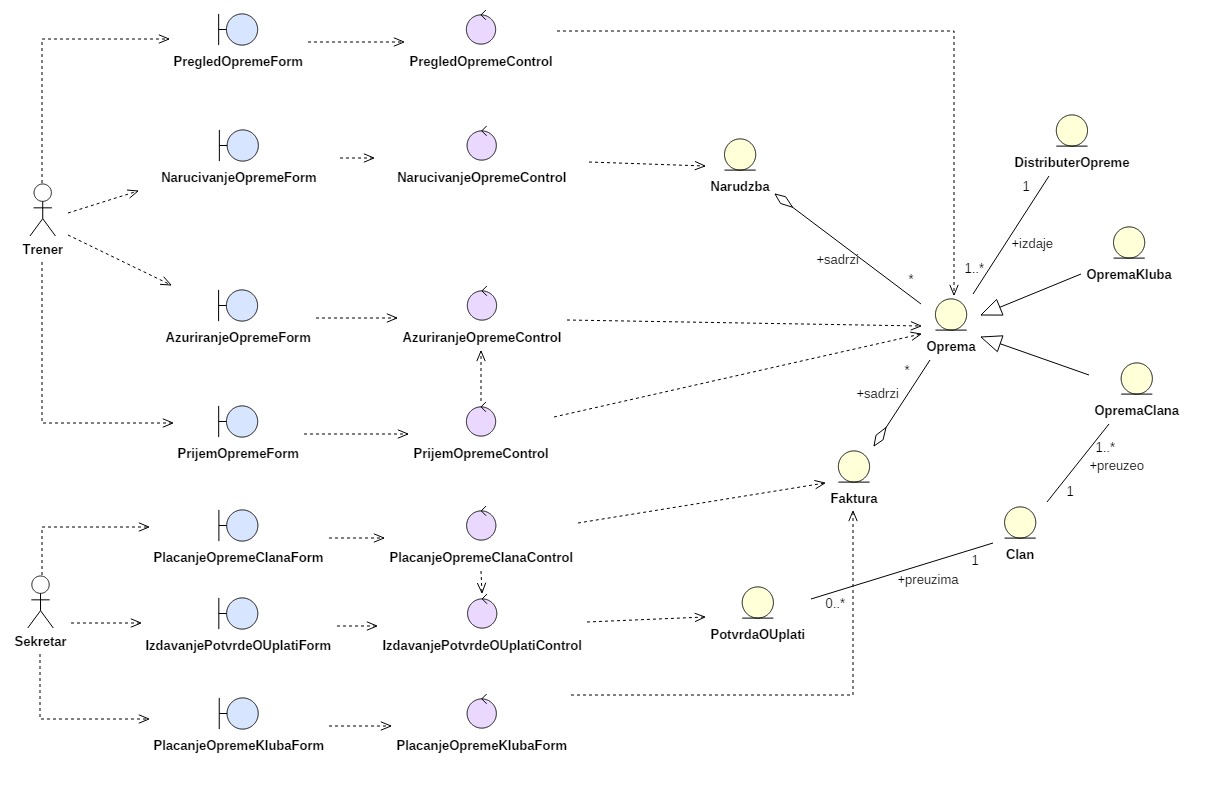 PregledOpremeForm
PregledOpremeControl
NarucivanjeOpremeForm
NarucivanjeOpremeControl
Narudzba
DistributerOpreme
1
+izdaje
1..*
Trener
+sadrzi
*
OpremaKluba
AzuriranjeOpremeForm
AzuriranjeOpremeControl
Oprema
*
+sadrzi
OpremaClana
1..*
+preuzeo
1
PrijemOpremeForm
PrijemOpremeControl
Faktura
PlacanjeOpremeClanaForm
PlacanjeOpremeClanaControl
Clan
1
+preuzima
0..*
Sekretar
IzdavanjePotvrdeOUplatiForm
IzdavanjePotvrdeOUplatiControl
PotvrdaOUplati
PlacanjeOpremeKlubaForm
PlacanjeOpremeKlubaForm